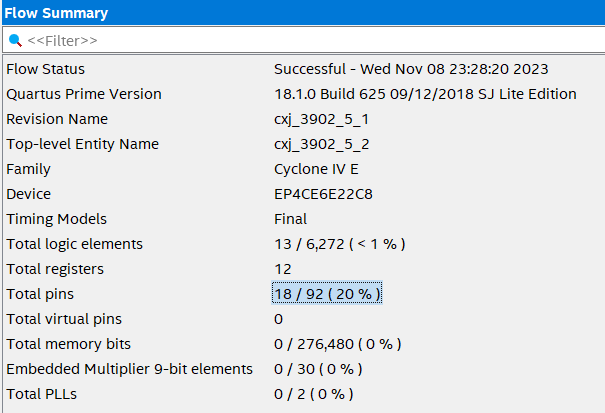 Flow Summary
<<Filter>>
Flow Status Successful - Wed Nov 08 23:28:20 2023
Quartus Prime Version 18.1.0 Build 625 09/12/2018 SJ Lite Edition
Revision Name cxj_3902_5_1
Top-level Entity Name cxj_3902_5_2
Family Cyclone IV E
Device EP4CE6E22C8
Timing Models Final
Total logic elements 13 / 6,272 ( < 1 % )
Total registers 12
Total pins 18 / 92 ( 20 % )
Total virtual pins 0
Total memory bits 0 / 276,480 ( 0 % )
Embedded Multiplier 9-bit elements 0 / 30 ( 0 % )
Total PLLs 0 / 2 ( 0 % )